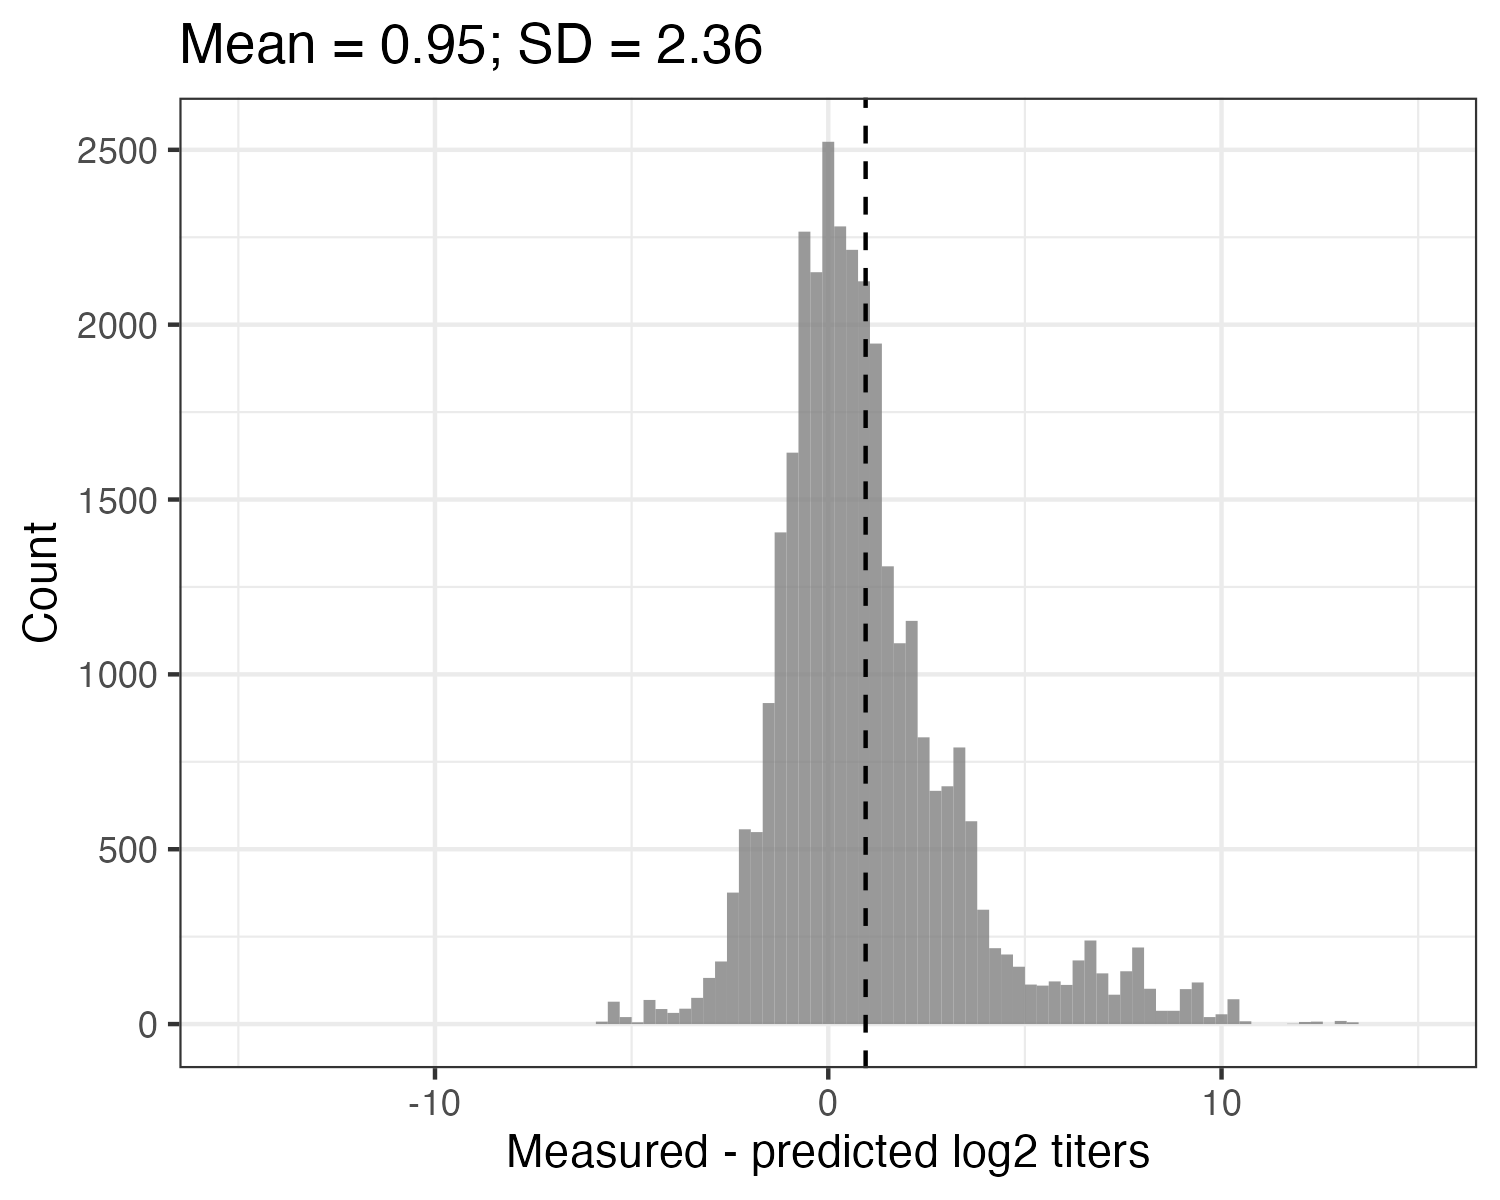 Mean = 0.95; SD = 2.36
2500
2000
1500
1000
500
0
Count
-10 0 10
Measured - predicted log2 titers